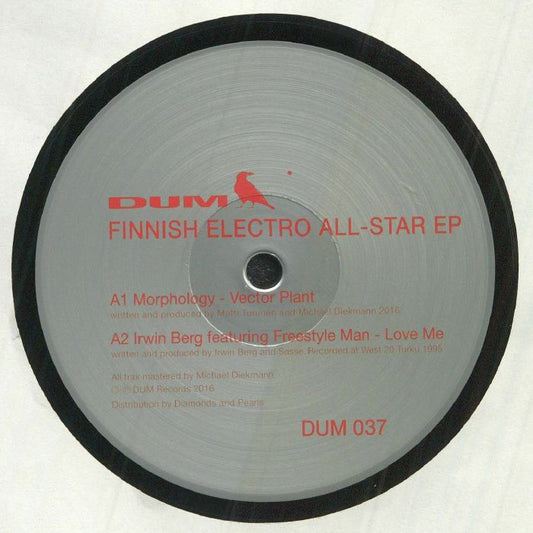 DUM
FINNISH ELECTRO ALL-STAR EP
A1 Morphology - Vector Plant
written and produced by Matti Turunen and Michael Diekmann 2016
A2 Irwin Berg featuring Freestyle Man - Love Me
written and produced by Irwin Berg and Sasse. Recorded at West 20 Turku 1995
All trax mastered by Michael Diekmann
© ℗ DUM Records 2016
Distribution by Diamonds and Pearls
DUM 037